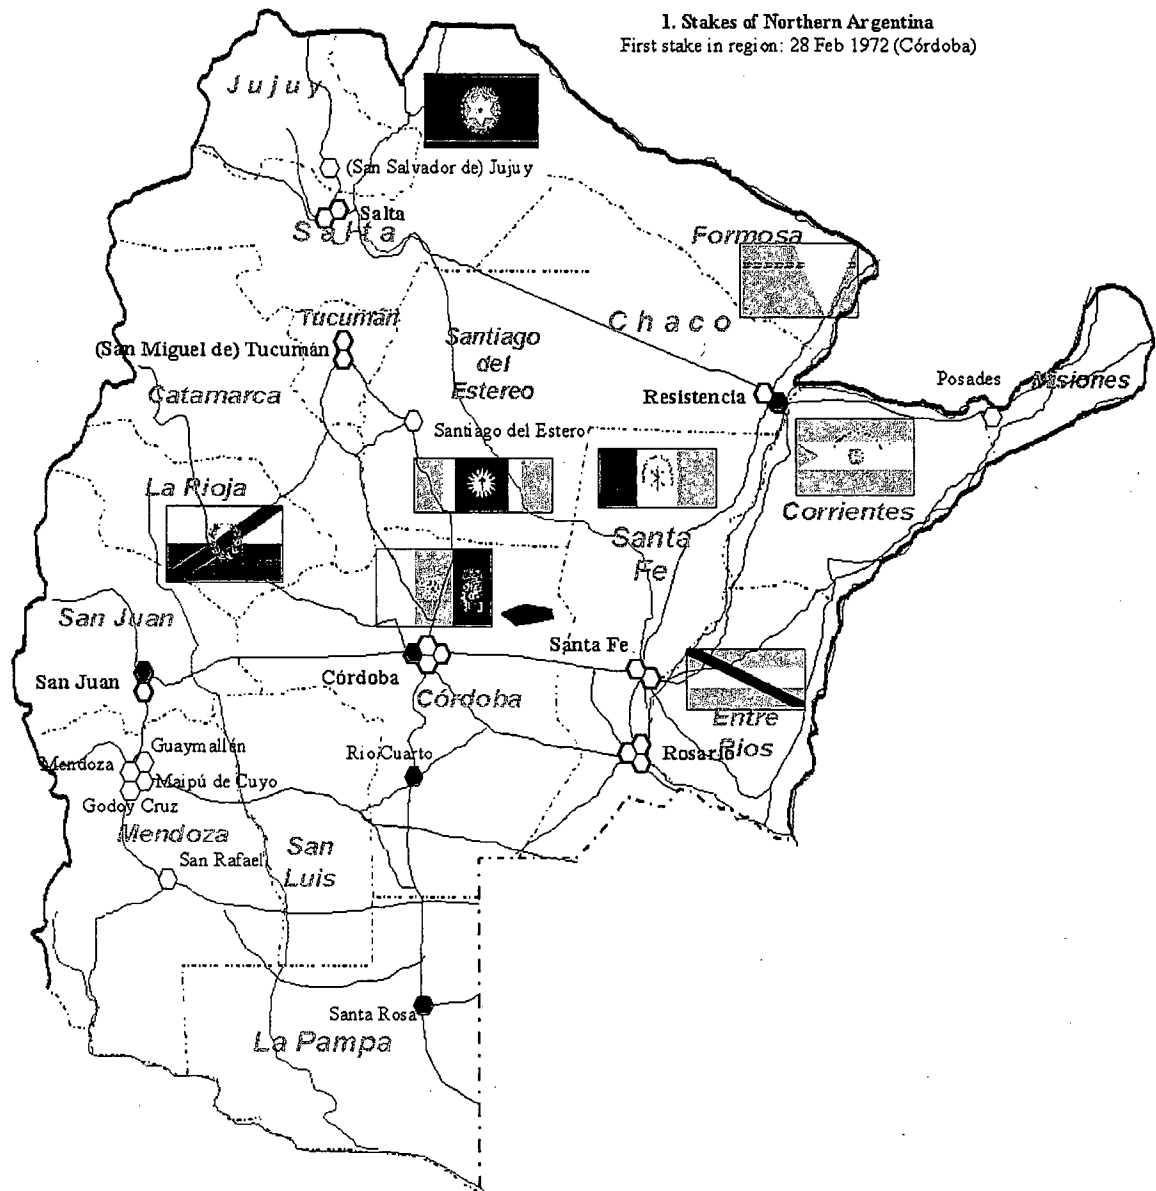 1. Stakes of Northern Argentina
First stake in region: 28 Feb 1972 (Córdoba)
Jujuy
(San Salvador de) Jujuy
Salta
Salta
Formosa
Tucumán
Chaco
(San Miguel de) Tucumán
Santiago
del
Estereo
Catamarca
Resistencia
Posades
Misiones
Santiago del Estero
La Rioja
Corrientes
Santa
Fe
San Juan
Santa Fe
San Juan
Córdoba
Córdoba
Entre
Rios
Guaymallén
Mendoza
Rio Cuarto
Rosario
Maipú de Cuyo
Godoy Cruz
Mendoza
San
Luis
San Rafael
Santa Rosa
La Pampa